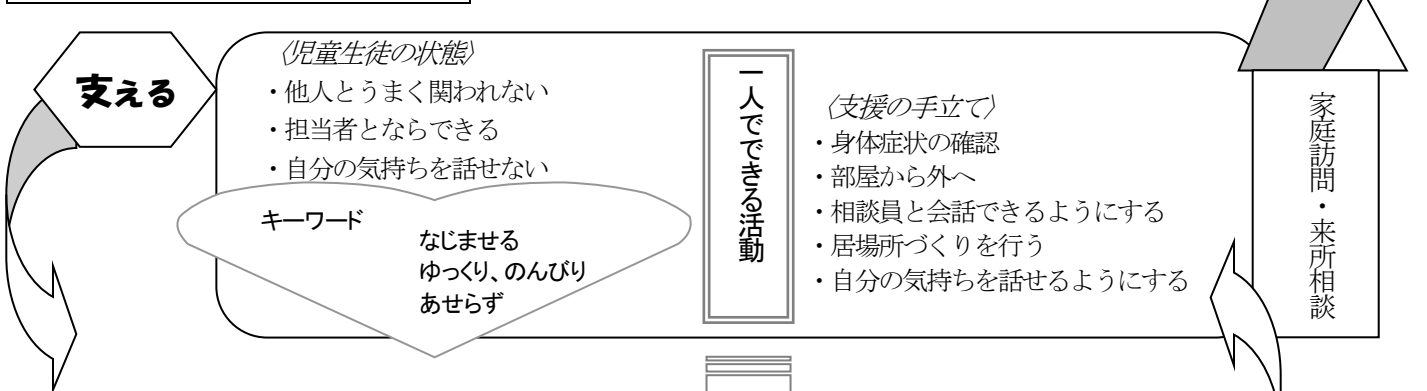 支える
〈児童生徒の状態〉
・他人とうまく関われない
・担当者とならできる
・自分の気持ちを話せない
キーワード
なじませる
ゆっくり、のんびり
あせらず
一人でできる活動
〈支援の手立て〉
・身体症状の確認
・部屋から外へ
・相談員と会話できるようにする
・居場所づくりを行う
・自分の気持ちを話せるようにする
家庭訪問・来所相談